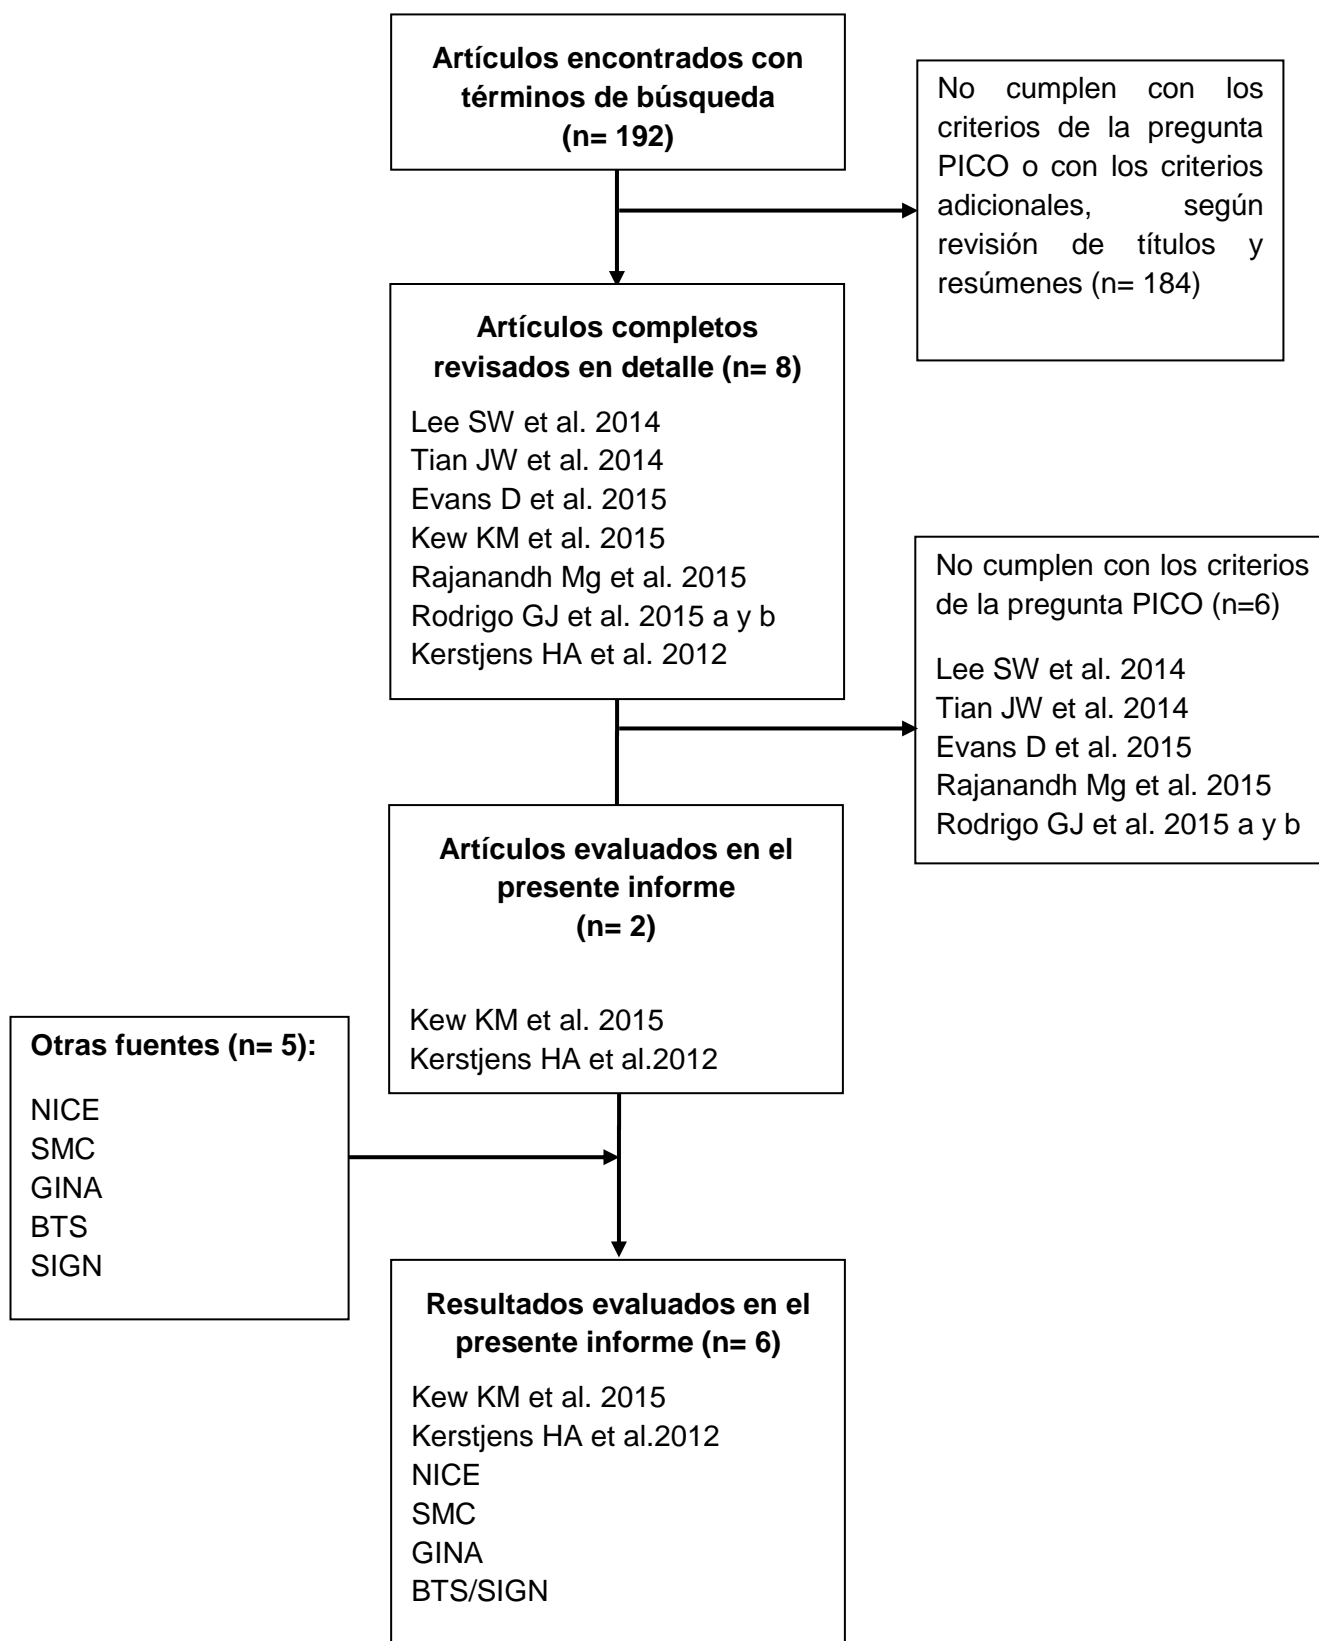 Artículos encontrados con
términos de búsqueda
(n= 192)
No cumplen con los
criterios de la pregunta
PICO o con los criterios
adicionales, según
revisión de títulos y
resúmenes (n= 184)
Artículos completos
revisados en detalle (n= 8)
Lee SW et al. 2014
Tian JW et al. 2014
Evans D et al. 2015
Kew KM et al. 2015
Rajanandh Mg et al. 2015
Rodrigo GJ et al. 2015 a y b
Kerstjens HA et al. 2012
No cumplen con los criterios
de la pregunta PICO (n=6)
Lee SW et al. 2014
Tian JW et al. 2014
Evans D et al. 2015
Rajanandh Mg et al. 2015
Rodrigo GJ et al. 2015 a y b
Artículos evaluados en el
presente informe
(n= 2)
Kew KM et al. 2015
Kerstjens HA et al.2012
Otras fuentes (n= 5):
NICE
SMC
GINA
BTS
SIGN
Resultados evaluados en el
presente informe (n= 6)
Kew KM et al. 2015
Kerstjens HA et al.2012
NICE
SMC
GINA
BTS/SIGN